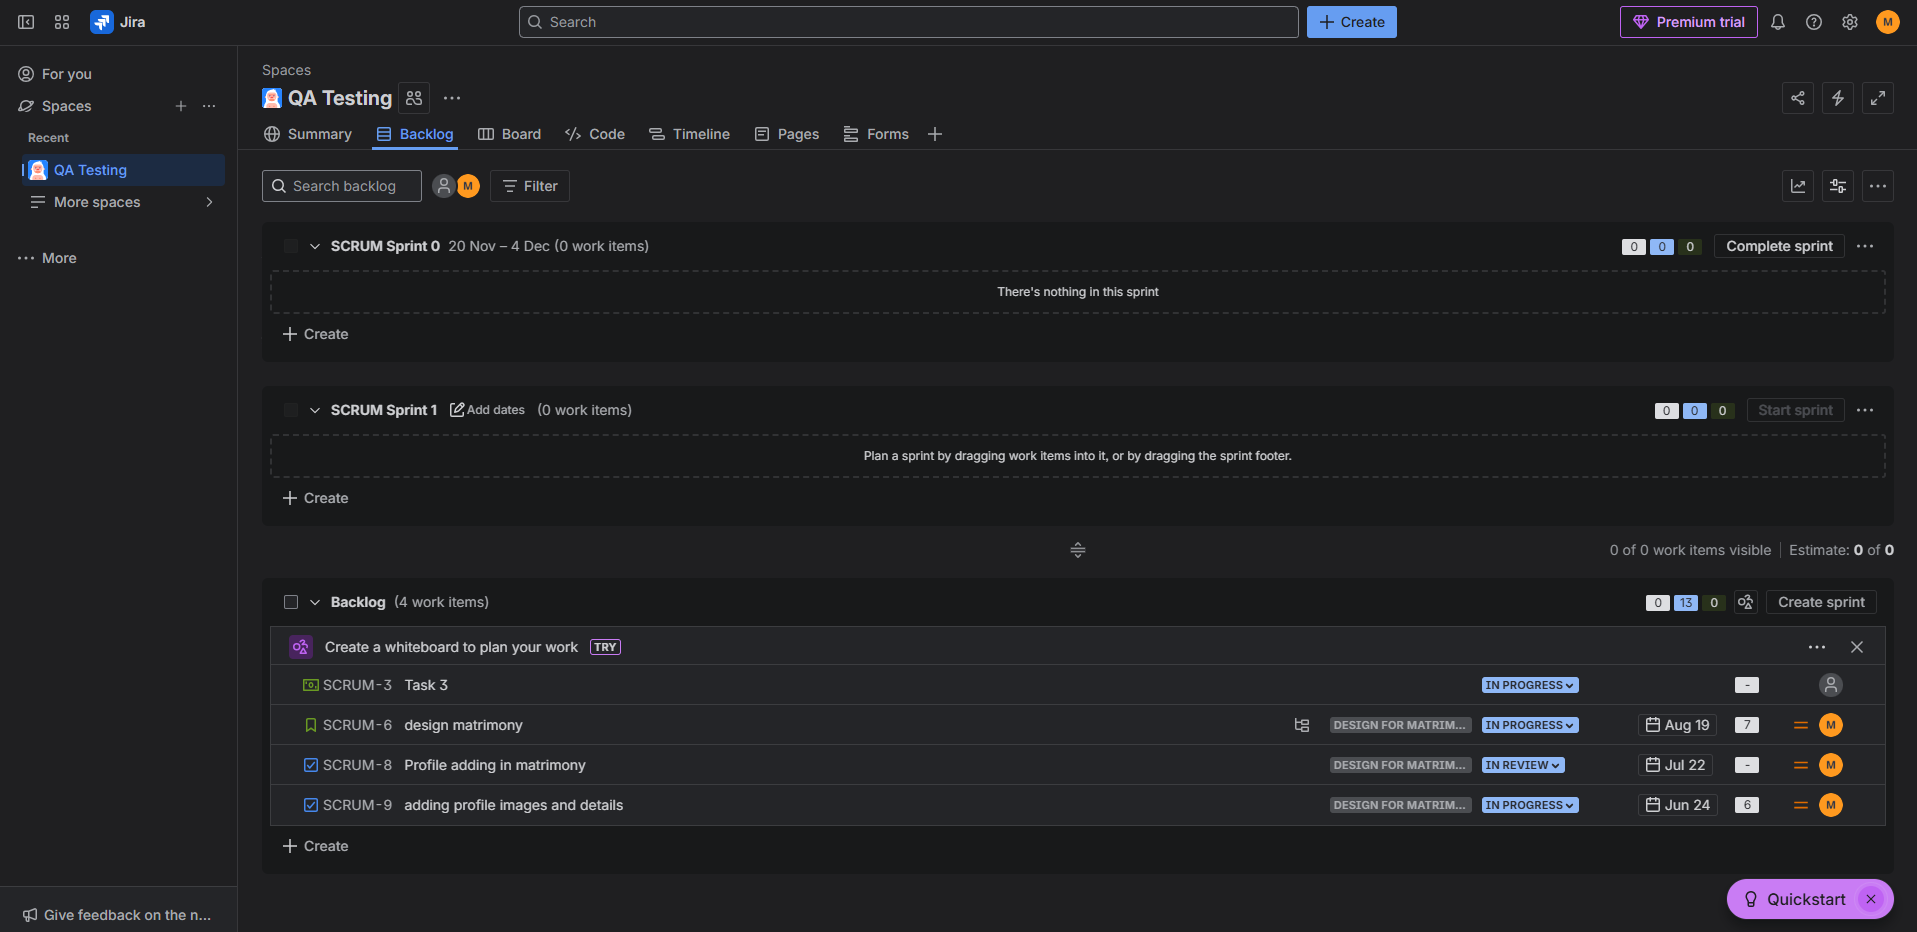 Jira
Search
Create
Premium trial
M
For you
Spaces
Recent
QA Testing
More spaces
More
Give feedback on the n...
Spaces
QA Testing
Summary
Backlog
Board
Code
Timeline
Pages
Forms
Search backlog
M
Filter
SCRUM Sprint 0 20 Nov – 4 Dec (0 work items)
0 0 0 Complete sprint
There's nothing in this sprint
Create
SCRUM Sprint 1 Add dates (0 work items)
0 0 0 Start sprint
Plan a sprint by dragging work items into it, or by dragging the sprint footer.
Create
0 of 0 work items visible Estimate: 0 of 0
Backlog (4 work items)
0 13 0 Create sprint
Create a whiteboard to plan your work TRY
SCRUM-3 Task 3 IN PROGRESS -
SCRUM-6 design matrimony DESIGN FOR MATRIM... IN PROGRESS Aug 19 7 M
SCRUM-8 Profile adding in matrimony DESIGN FOR MATRIM... IN REVIEW Jul 22 - M
SCRUM-9 adding profile images and details DESIGN FOR MATRIM... IN PROGRESS Jun 24 6 M
Create
Quickstart